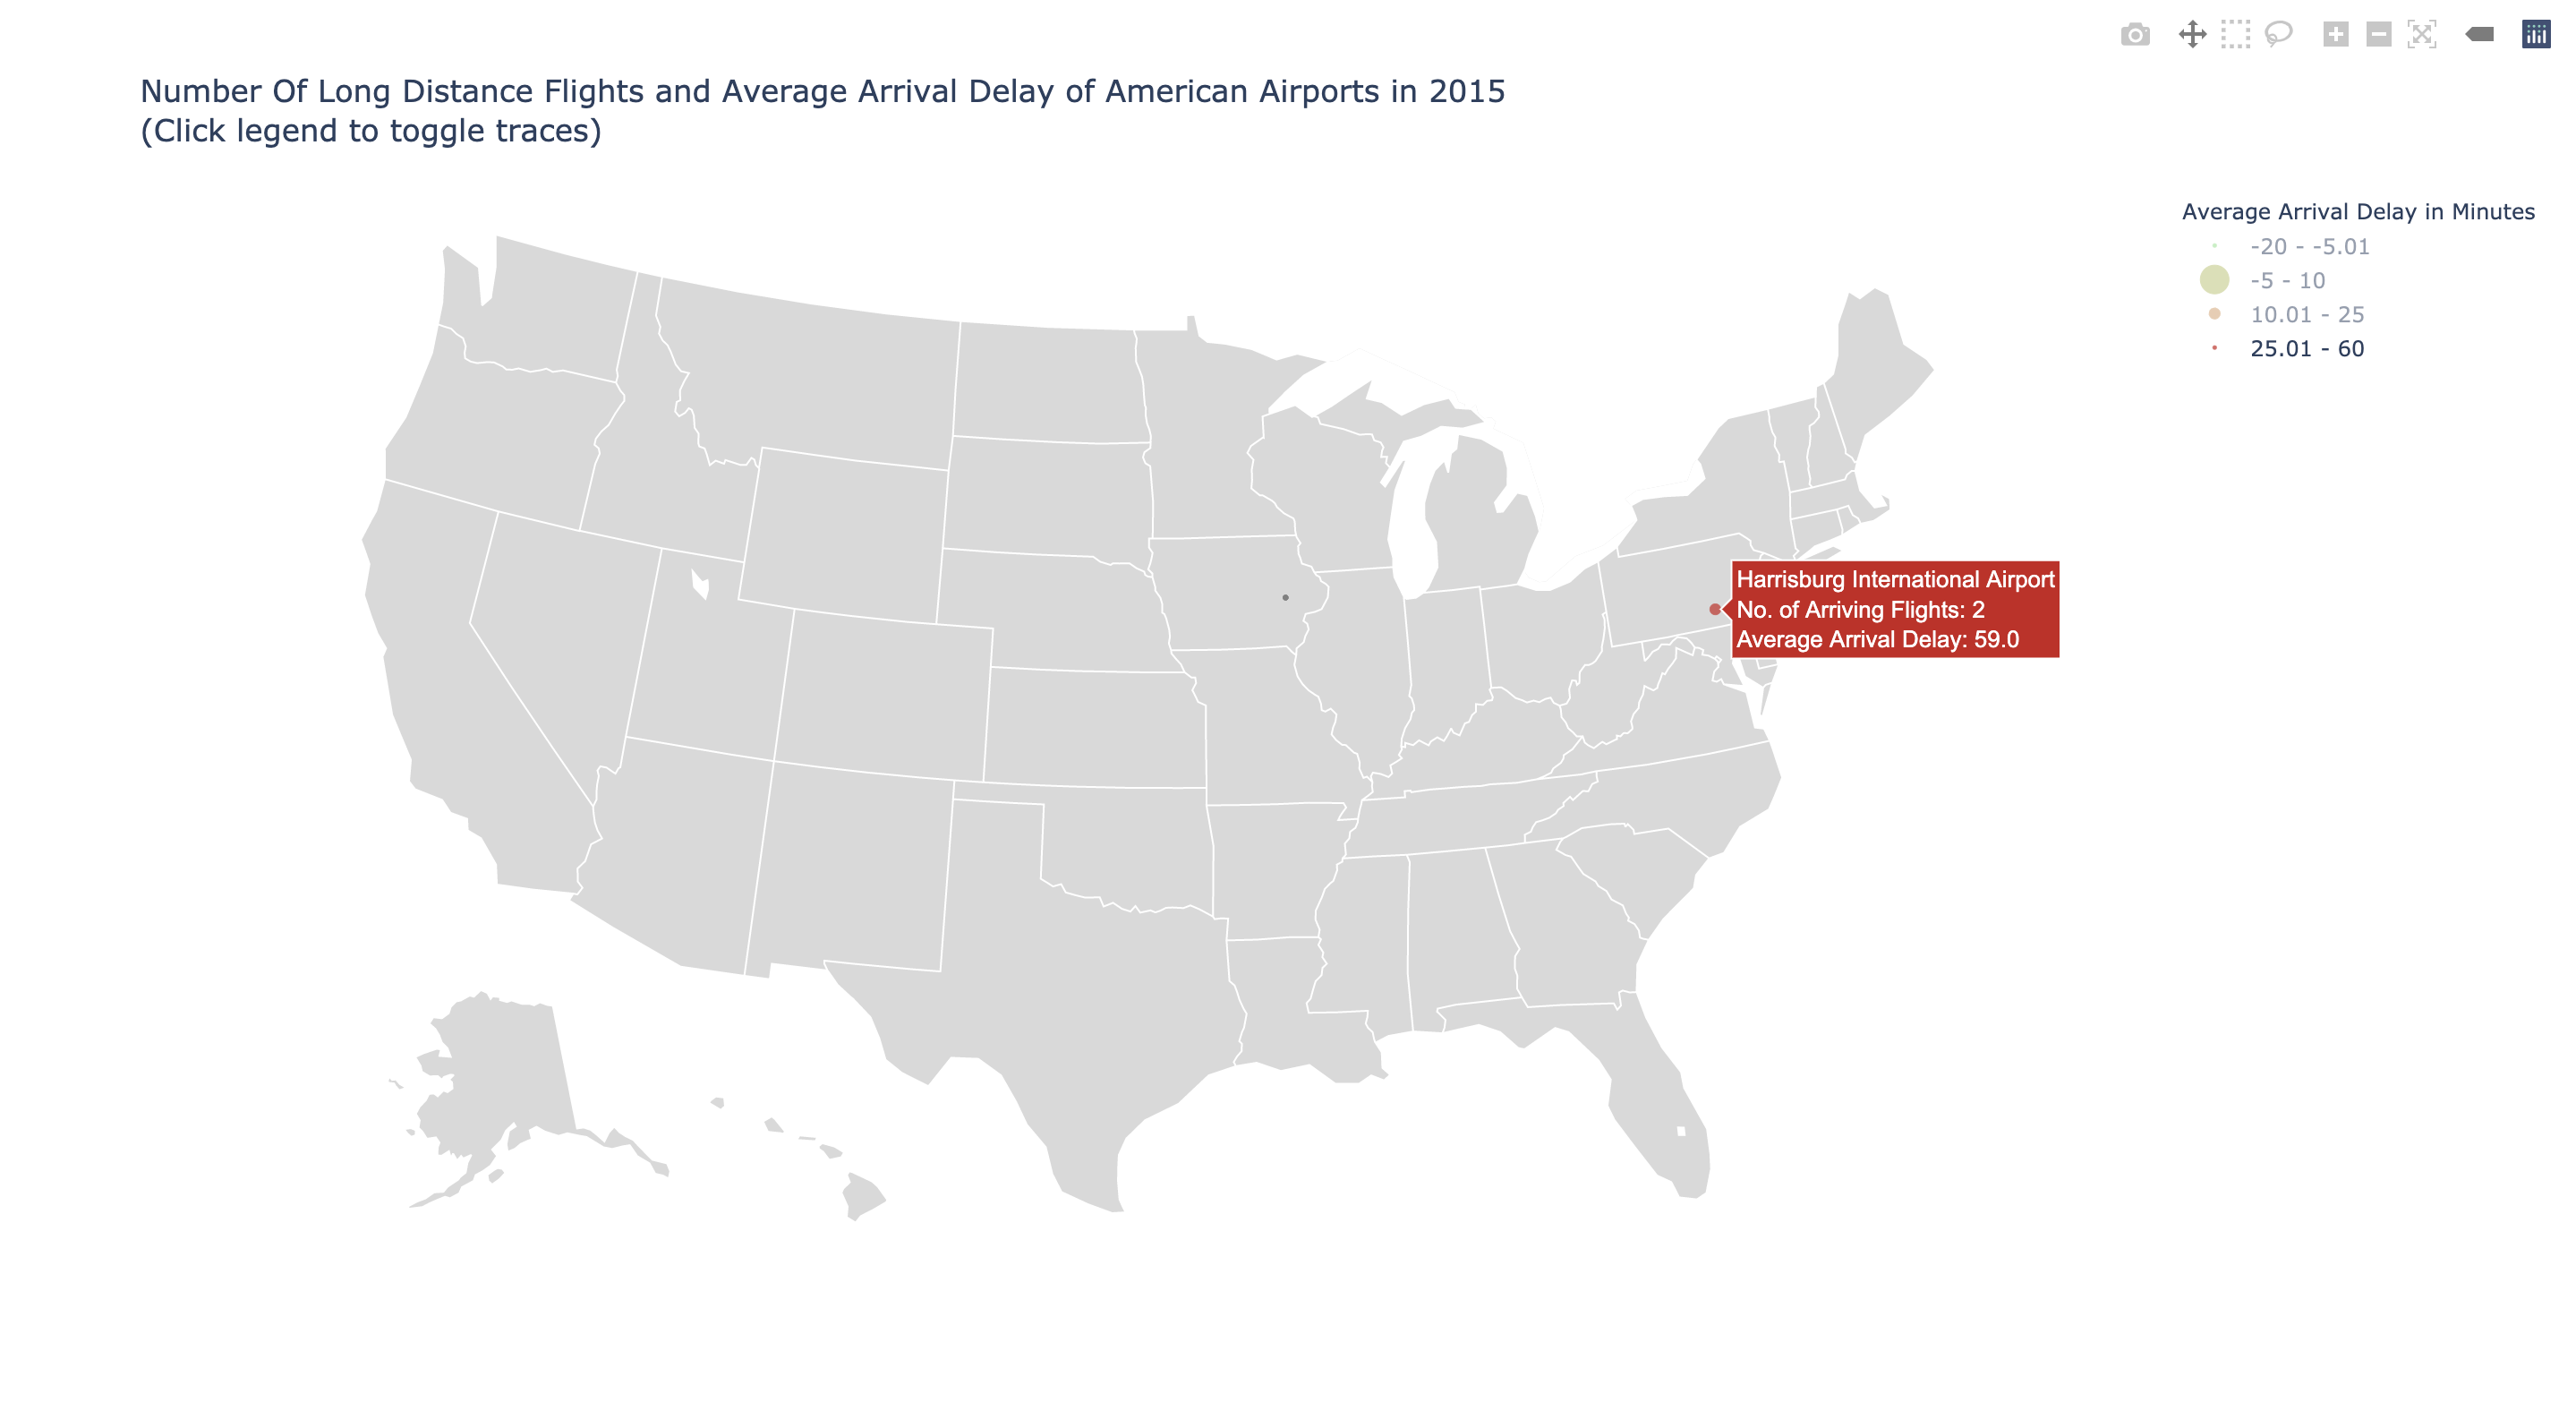 Number Of Long Distance Flights and Average Arrival Delay of American Airports in 2015
(Click legend to toggle traces)
Average Arrival Delay in Minutes
-20 - -5.01
-5 - 10
10.01 - 25
25.01 - 60
Harrisburg International Airport
No. of Arriving Flights: 2
Average Arrival Delay: 59.0